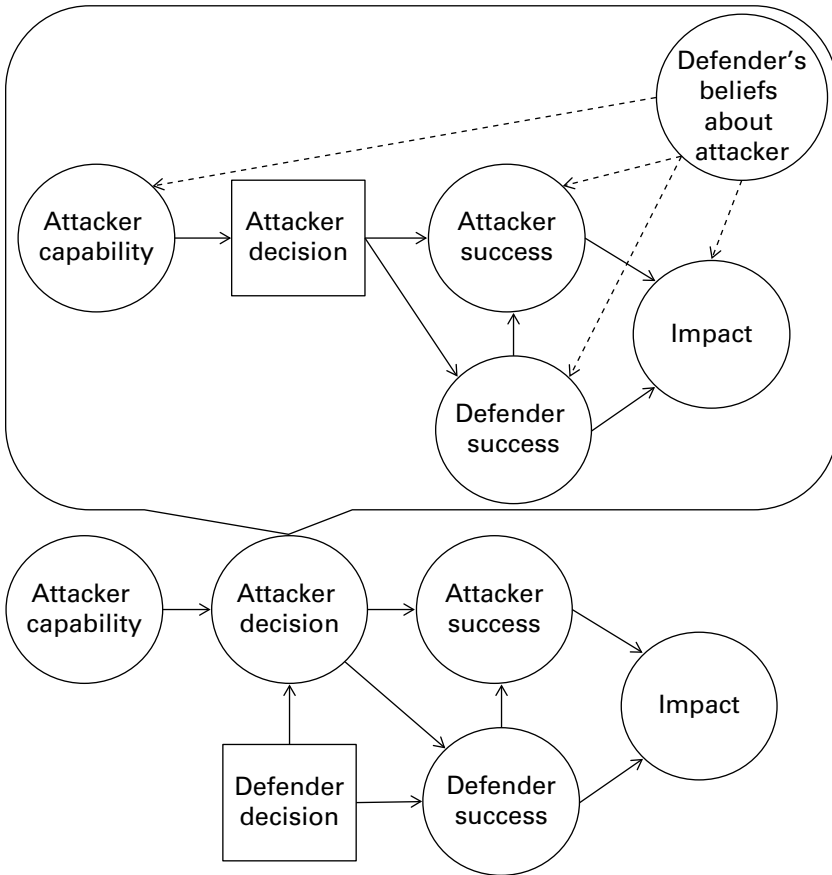 Defender's
beliefs
about
attacker
Attacker
capability
Attacker
decision
Attacker
success
Impact
Defender
success
Attacker
capability
Attacker
decision
Attacker
success
Impact
Defender
decision
Defender
success